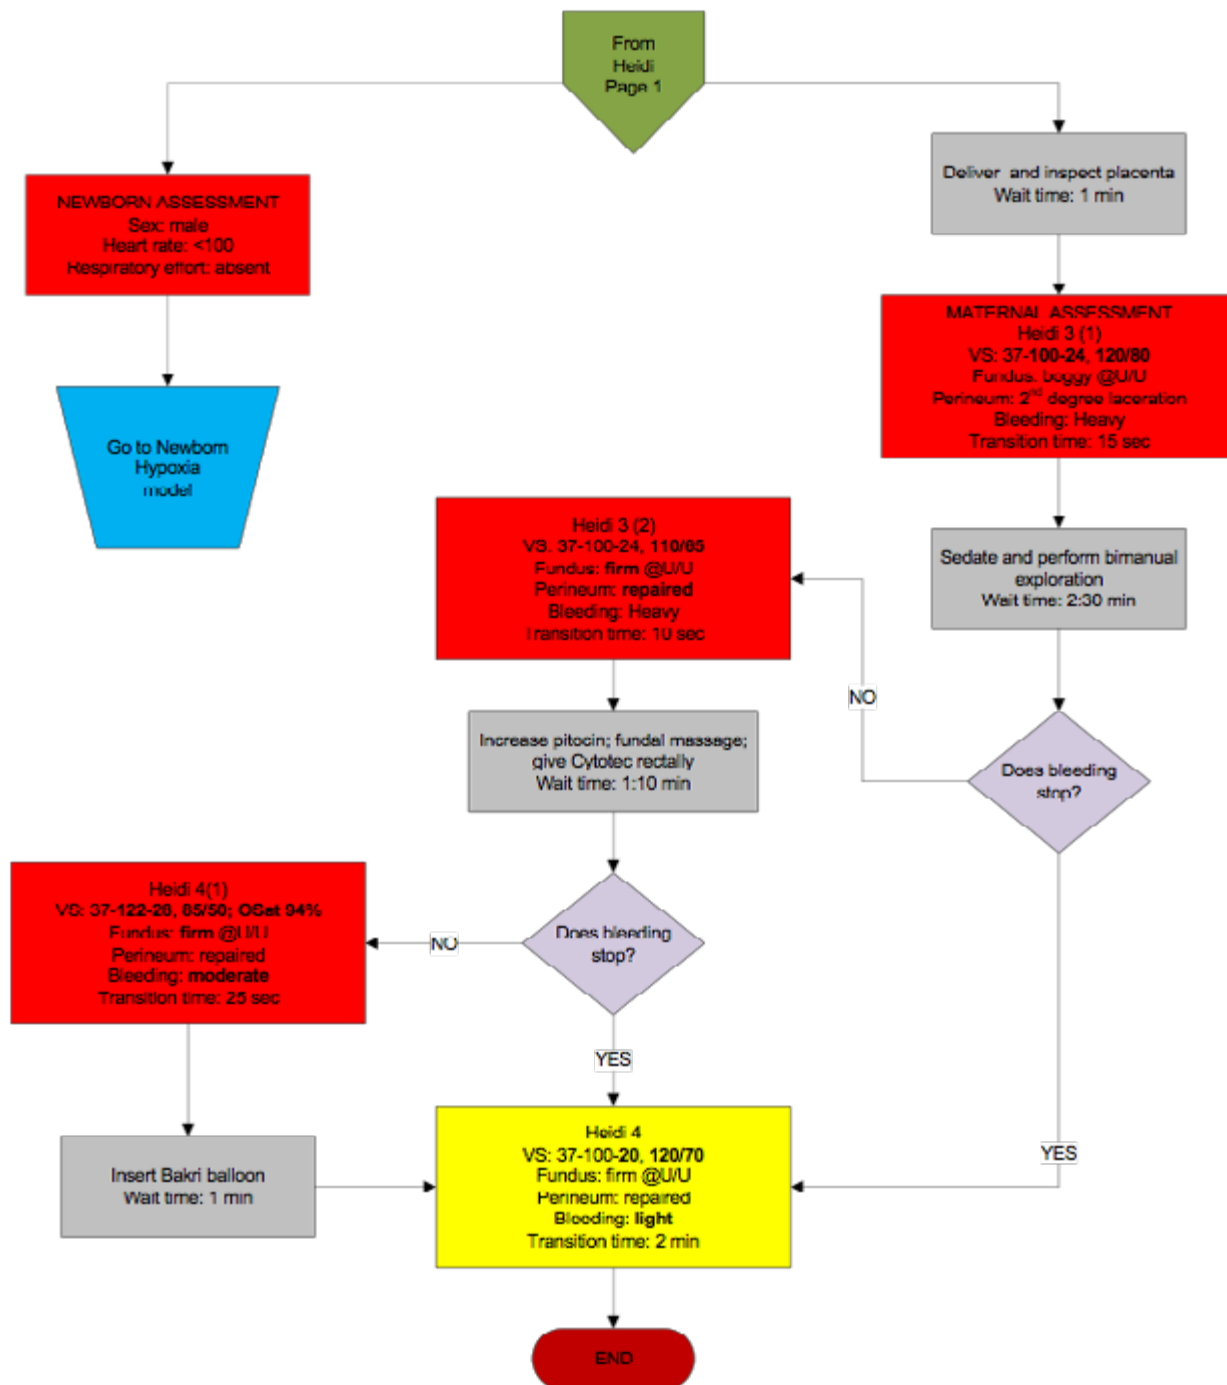 From
Heidi
Page 1
NEWBORN ASSESSMENT
Sex: male
Heart rate: <100
Respiratory effort: absent
Go to Newborn
Hypoxia
model
Deliver and inspect placenta
Wait time: 1 min
MATERNAL ASSESSMENT
Heidi 3 (1)
VS: 37-100-24, 120/80
Fundus: boggy @U/U
Perineum: 2nd degree laceration
Bleeding: Heavy
Transition time: 15 sec
Sedate and perform bimanual
exploration
Wait time: 2:30 min
Does bleeding
stop?
NO
YES
Heidi 3 (2)
VS: 37-100-24, 110/65
Fundus: firm @U/U
Perineum: repaired
Bleeding: Heavy
Transition time: 10 sec
Increase pitocin; fundal massage;
give Cytotec rectally
Wait time: 1:10 min
Does bleeding
stop?
NO
YES
Heidi 4(1)
VS: 37-122-26, 85/50; OSat 94%
Fundus: firm @U/U
Perineum: repaired
Bleeding: moderate
Transition time: 25 sec
Insert Bakri balloon
Wait time: 1 min
Heidi 4
VS: 37-100-20, 120/70
Fundus: firm @U/U
Perineum: repaired
Bleeding: light
Transition time: 2 min
END